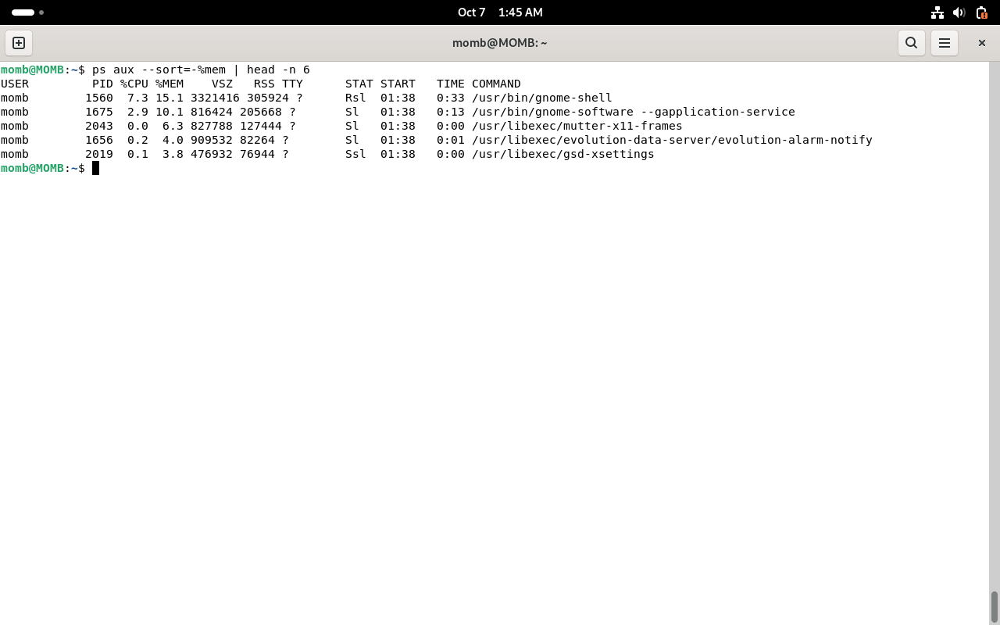 Oct 7 1:45 AM
momb@MOMB: ~
momb@MOMB:~$ ps aux --sort=-%mem | head -n 6
USER         PID %CPU %MEM    VSZ   RSS TTY      STAT START   TIME COMMAND
momb        1560  7.3 15.1 3321416 305924 ?      Rsl  01:38   0:33 /usr/bin/gnome-shell
momb        1675  2.9 10.1 816424 205668 ?       Sl   01:38   0:13 /usr/bin/gnome-software --gapplication-service
momb        2043  0.0  6.3 827788 127444 ?       Sl   01:38   0:00 /usr/libexec/mutter-x11-frames
momb        1656  0.2  4.0 909532 82264 ?        Sl   01:38   0:01 /usr/libexec/evolution-data-server/evolution-alarm-notify
momb        2019  0.1  3.8 476932 76944 ?        Ssl  01:38   0:00 /usr/libexec/gsd-xsettings
momb@MOMB:~$